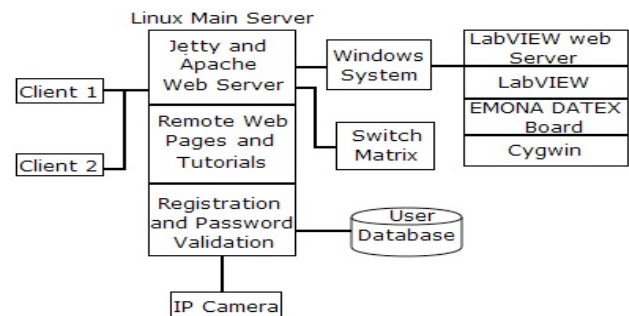 Linux Main Server
Jetty and
Apache
Web Server
Remote Web
Pages and
Tutorials
Registration
and Password
Validation
Client 1
Client 2
Windows
System
Switch
Matrix
LabVIEW web
Server
LabVIEW
EMONA DATEX
Board
Cygwin
User
Database
IP Camera